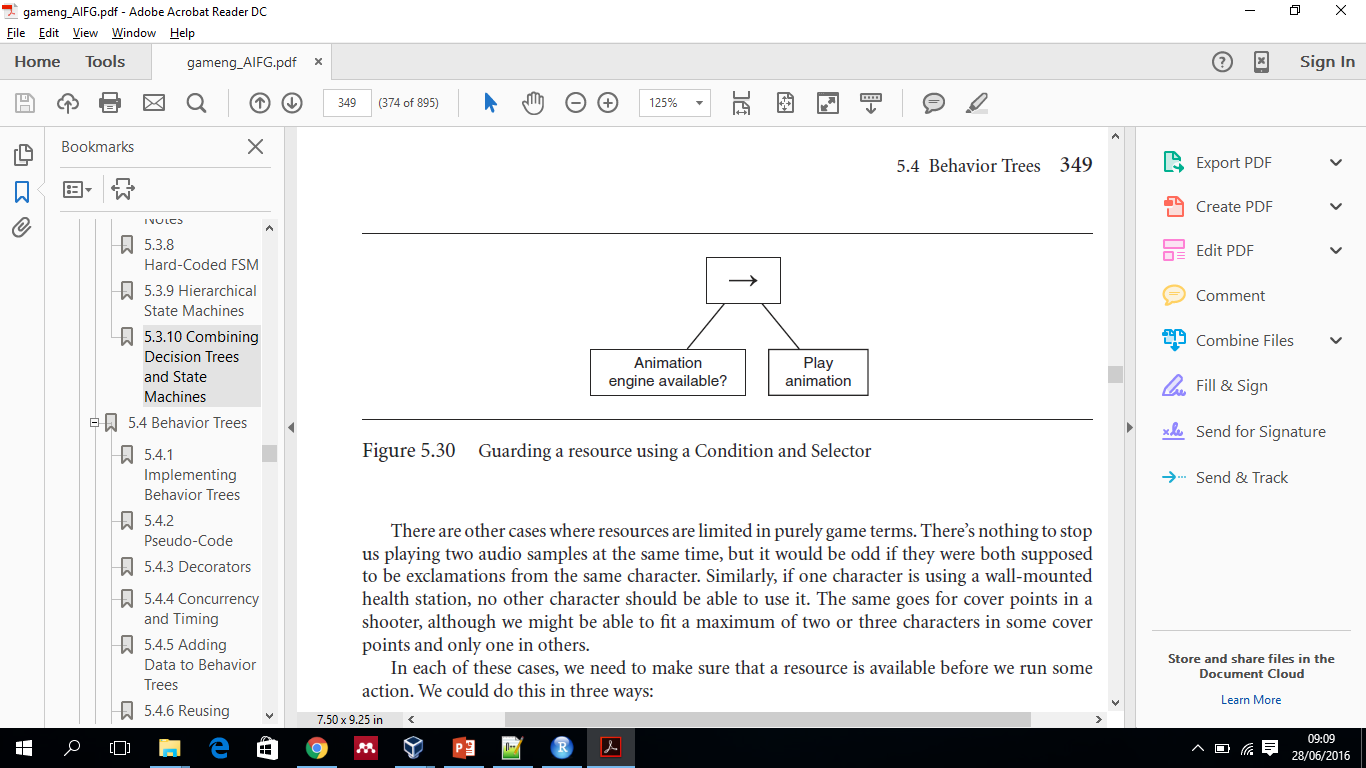 gameng_AIFG.pdf - Adobe Acrobat Reader DC
File Edit View Window Help
Home Tools gameng_AIFG.pdf × Sign In
349 (374 of 895) 125%
Bookmarks
Notes
5.3.8
Hard-Coded FSM
5.3.9 Hierarchical
State Machines
5.3.10 Combining
Decision Trees
and State
Machines
5.4 Behavior Trees
5.4.1
Implementing
Behavior Trees
5.4.2
Pseudo-Code
5.4.3 Decorators
5.4.4 Concurrency
and Timing
5.4.5 Adding
Data to Behavior
Trees
5.4.6 Reusing
5.4 Behavior Trees 349
→
Animation
engine available?
Play
animation
Figure 5.30 Guarding a resource using a Condition and Selector
There are other cases where resources are limited in purely game terms. There’s nothing to stop
us playing two audio samples at the same time, but it would be odd if they were both supposed
to be exclamations from the same character. Similarly, if one character is using a wall-mounted
health station, no other character should be able to use it. The same goes for cover points in a
shooter, although we might be able to fit a maximum of two or three characters in some cover
points and only one in others.
In each of these cases, we need to make sure that a resource is available before we run some
action. We could do this in three ways:
7.50 x 9.25 in
Export PDF
Create PDF
Edit PDF
Comment
Combine Files
Fill & Sign
Send for Signature
Send & Track
Store and share files in the
Document Cloud
Learn More
09:09
28/06/2016